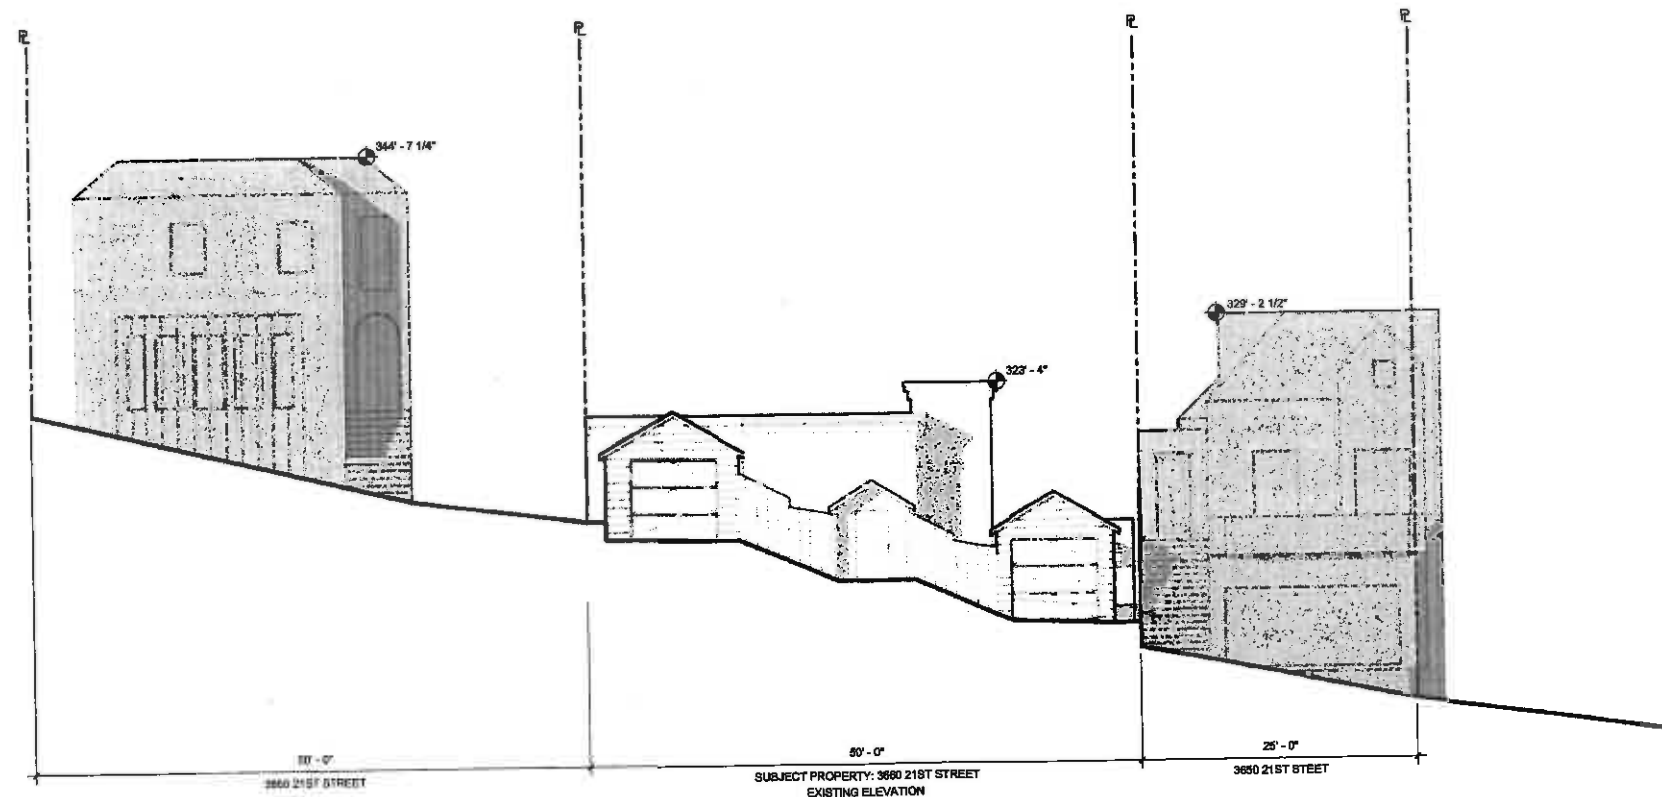 PL
PL
PL
PL
344' - 7 1/4"
329' - 2 1/2"
323' - 4"
50' - 0"
25' - 0"
21ST STREET
SUBJECT PROPERTY: 3660 21ST STREET
EXISTING ELEVATION
3650 21ST STEET